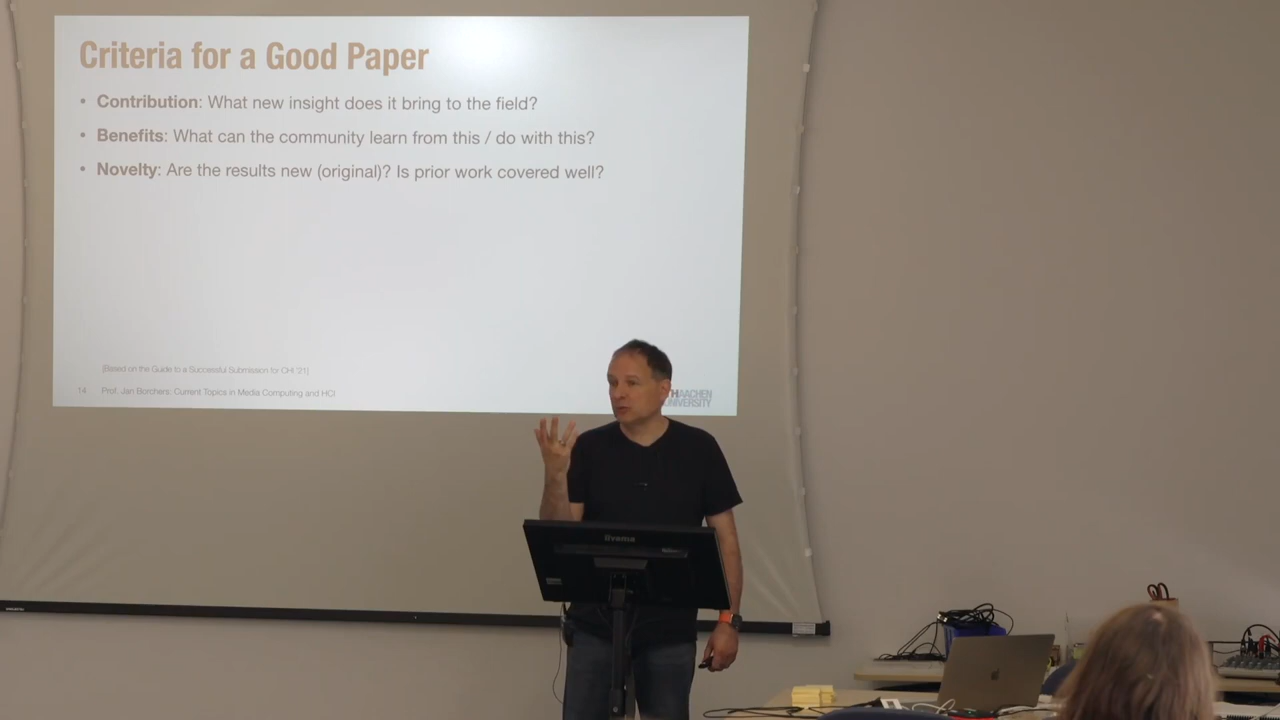 Criteria for a Good Paper
• Contribution: What new insight does it bring to the field?
• Benefits: What can the community learn from this / do with this?
• Novelty: Are the results new (original)? Is prior work covered well?
[Based on the Guide to a Successful Submission for CHI '21]
14 Prof. Jan Borchers: Current Topics in Media Computing and HCI
HAACHEN
UNIVERSITY
iiyama